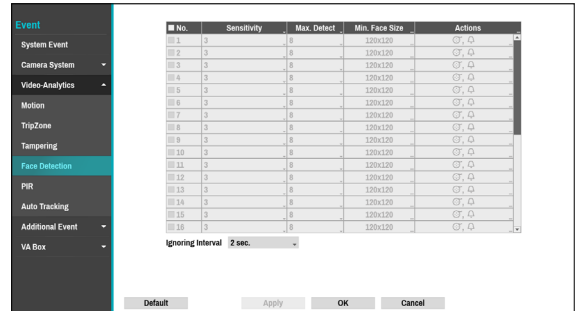 Event
System Event
Camera System
Video-Analytics
Motion
TripZone
Tampering
Face Detection
PIR
Auto Tracking
Additional Event
VA Box
No. Sensitivity Max. Detect Min. Face Size Actions
1 3 8 120x120
2 3 8 120x120
3 3 8 120x120
4 3 8 120x120
5 3 8 120x120
6 3 8 120x120
7 3 8 120x120
8 3 8 120x120
9 3 8 120x120
10 3 8 120x120
11 3 8 120x120
12 3 8 120x120
13 3 8 120x120
14 3 8 120x120
15 3 8 120x120
16 3 8 120x120
Ignoring Interval 2 sec.
Default Apply OK Cancel